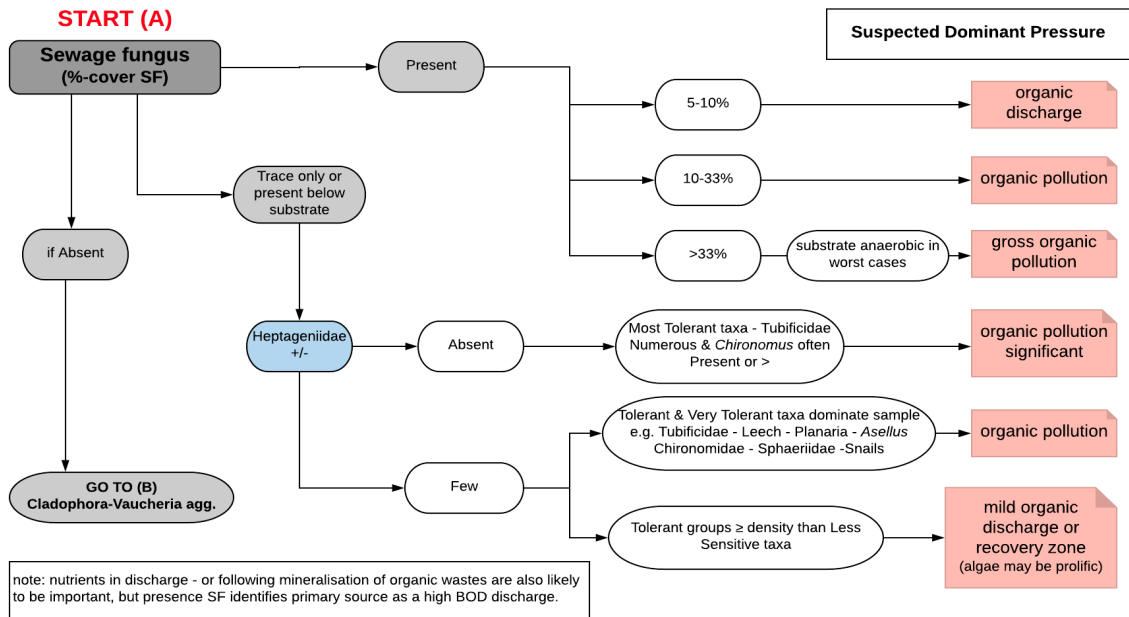 START (A)
Sewage fungus
(%-cover SF)
Present
Suspected Dominant Pressure
5-10%
organic
discharge
Trace only or
present below
substrate
10-33%
organic pollution
if Absent
>33%
substrate anaerobic in
worst cases
gross organic
pollution
Heptageniidae
+/-
Absent
Most Tolerant taxa - Tubificidae
Numerous & Chironomus often
Present or >
organic pollution
significant
Tolerant & Very Tolerant taxa dominate sample
e.g. Tubificidae - Leech - Planaria - Asellus
Chironomidae - Sphaeriidae -Snails
organic pollution
GO TO (B)
Cladophora-Vaucheria agg.
Few
Tolerant groups ≥ density than Less
Sensitive taxa
mild organic
discharge or
recovery zone
(algae may be prolific)
note: nutrients in discharge - or following mineralisation of organic wastes are also likely
to be important, but presence SF identifies primary source as a high BOD discharge.